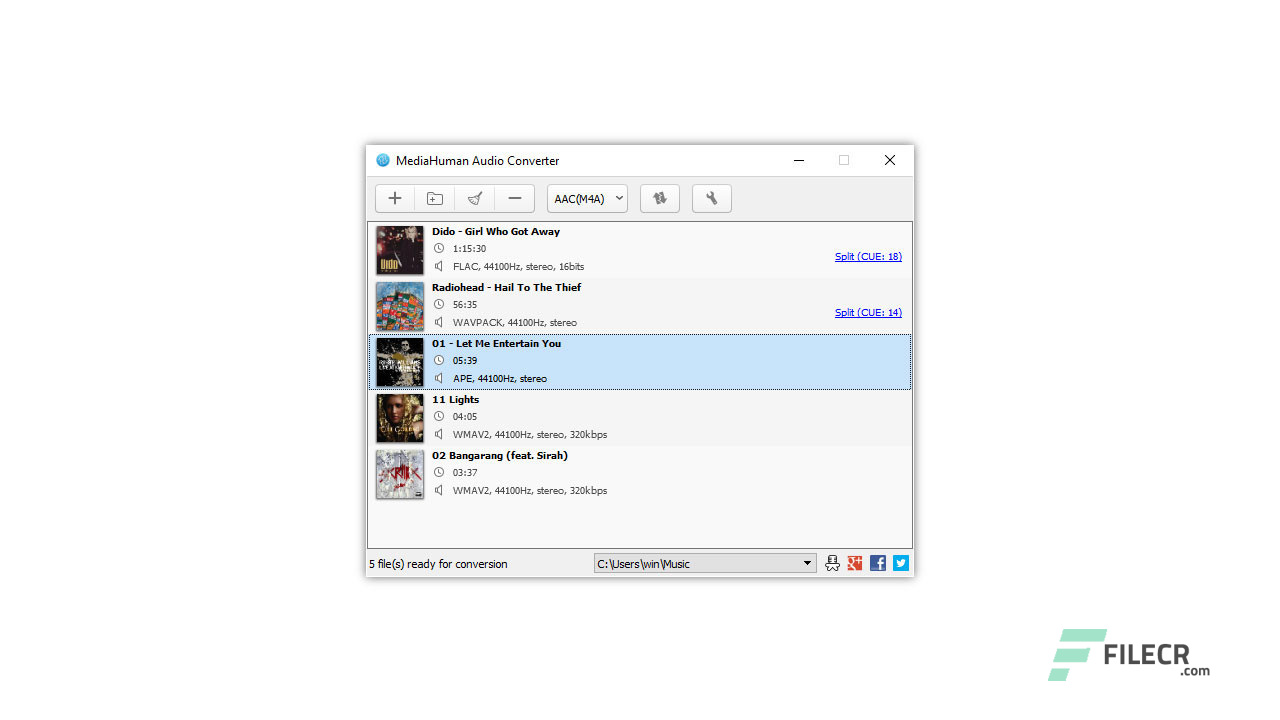 MediaHuman Audio Converter
AAC(M4A)
Dido - Girl Who Got Away
1:15:30
FLAC, 44100Hz, stereo, 16bits
Split (CUE: 18)
Radiohead - Hail To The Thief
56:35
WAVPACK, 44100Hz, stereo
Split (CUE: 14)
01 - Let Me Entertain You
05:39
APE, 44100Hz, stereo
11 Lights
04:05
WMAV2, 44100Hz, stereo, 320kbps
02 Bangarang (feat. Sirah)
03:37
WMAV2, 44100Hz, stereo, 320kbps
5 file(s) ready for conversion
C:\Users\win\Music
FILECR
.com